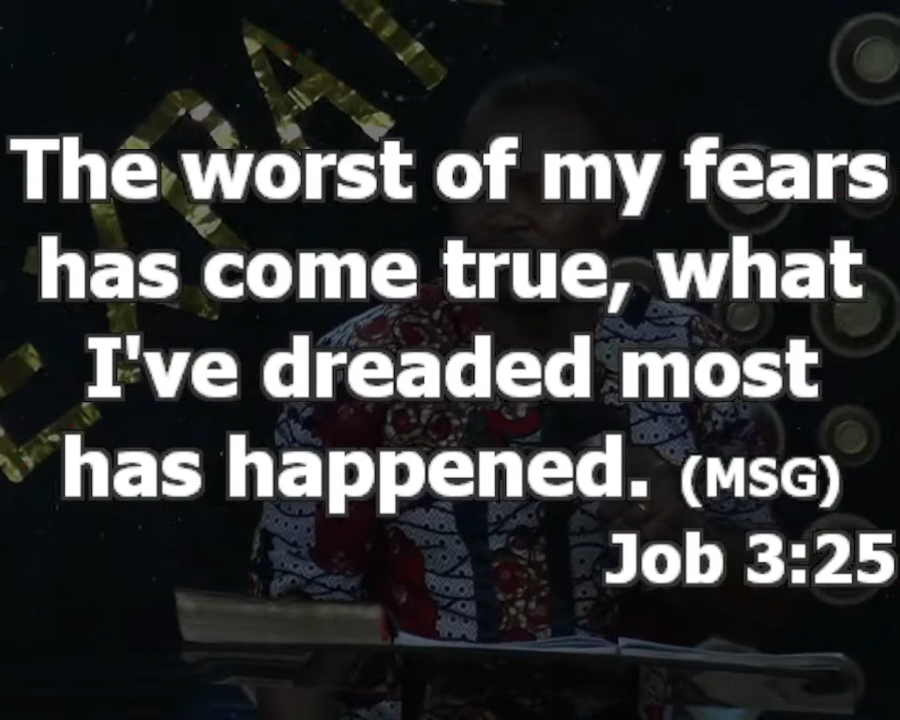 The worst of my fears
has come true, what
I've dreaded most
has happened. (MSG)
Job 3:25